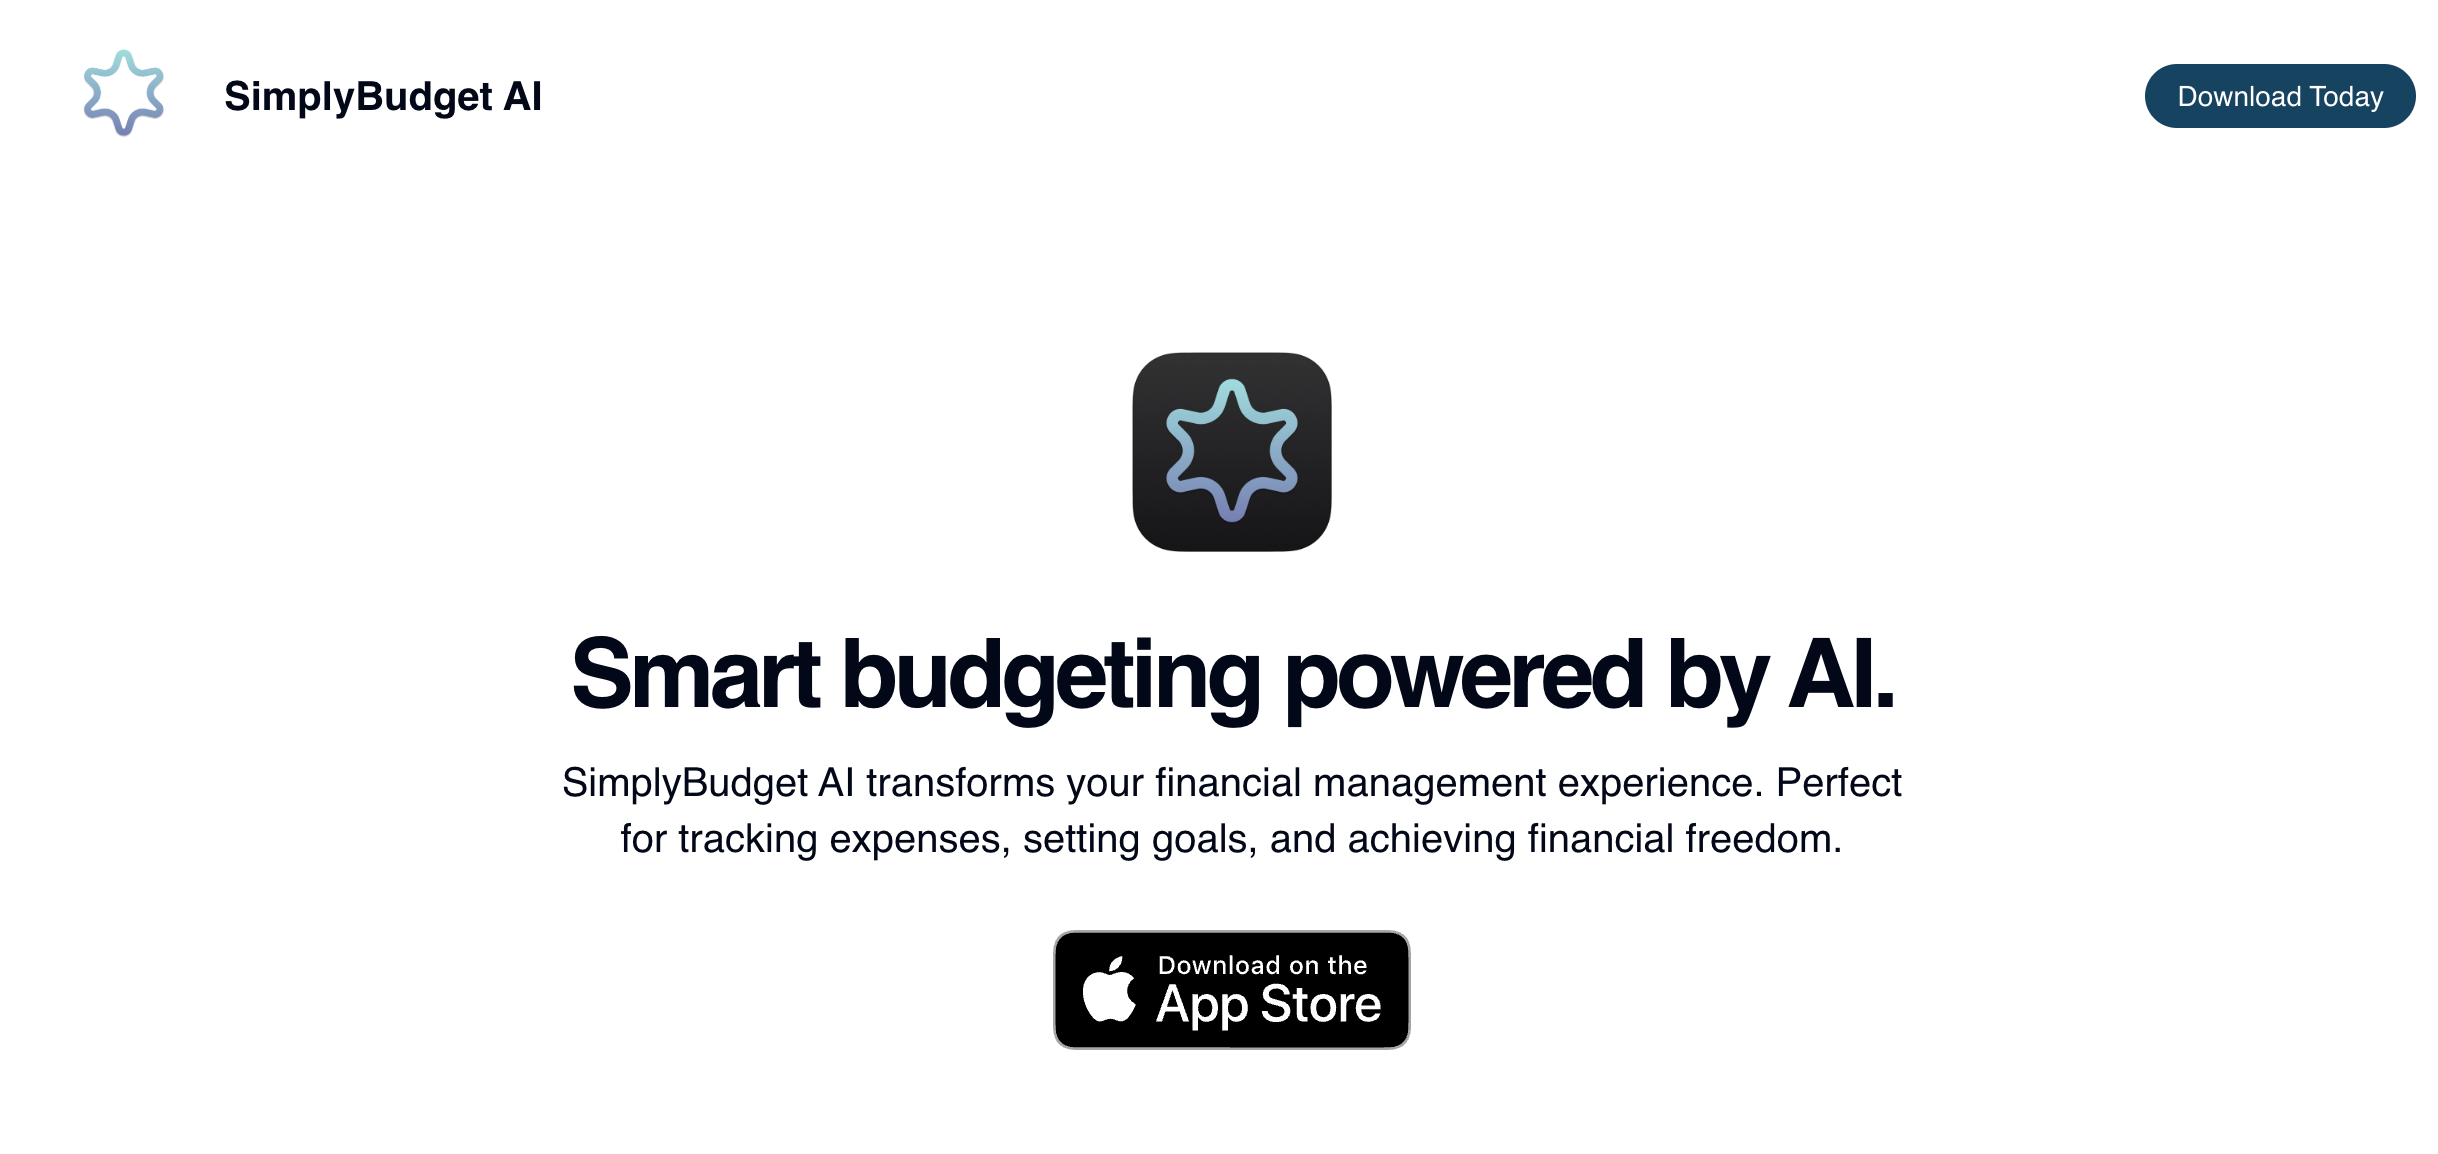 SimplyBudget AI
Download Today
Smart budgeting powered by AI.
SimplyBudget AI transforms your financial management experience. Perfect
for tracking expenses, setting goals, and achieving financial freedom.
Download on the
App Store